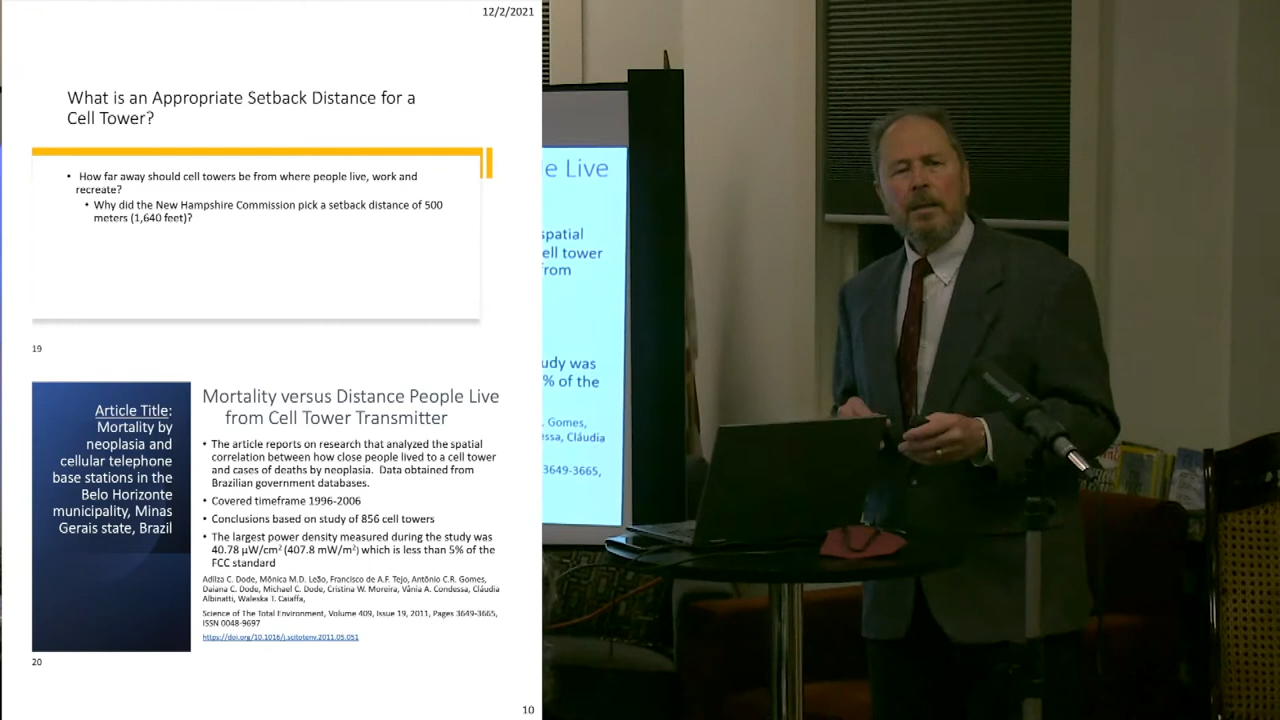 12/2/2021
What is an Appropriate Setback Distance for a
Cell Tower?
• How far away should cell towers be from where people live, work and
recreate?
• Why did the New Hampshire Commission pick a setback distance of 500
meters (1,640 feet)?
19
Article Title:
Mortality by
neoplasia and
cellular telephone
base stations in the
Belo Horizonte
municipality, Minas
Gerais state, Brazil
Mortality versus Distance People Live
from Cell Tower Transmitter
• The article reports on research that analyzed the spatial
correlation between how close people lived to a cell tower
and cases of deaths by neoplasia. Data obtained from
Brazilian government databases.
• Covered timeframe 1996-2006
• Conclusions based on study of 856 cell towers
• The largest power density measured during the study was
40.78 µW/cm² (407.8 mW/m²) which is less than 5% of the
FCC standard
Adilza C. Dode, Mônica M.D. Leão, Francisco de A.F. Tejo, Antônio C.R. Gomes,
Daiana C. Dode, Michael C. Dode, Cristina W. Moreira, Vânia A. Condessa, Cláudia
Albinatti, Waleska T. Caiaffa,
Science of The Total Environment, Volume 409, Issue 19, 2011, Pages 3649-3665,
ISSN 0048-9697
https://doi.org/10.1016/j.scitotenv.2011.05.051
20
10
e Live
spatial
ell tower
from
udy was
% of the
. Gomes,
essa, Cláudia
3649-3665,